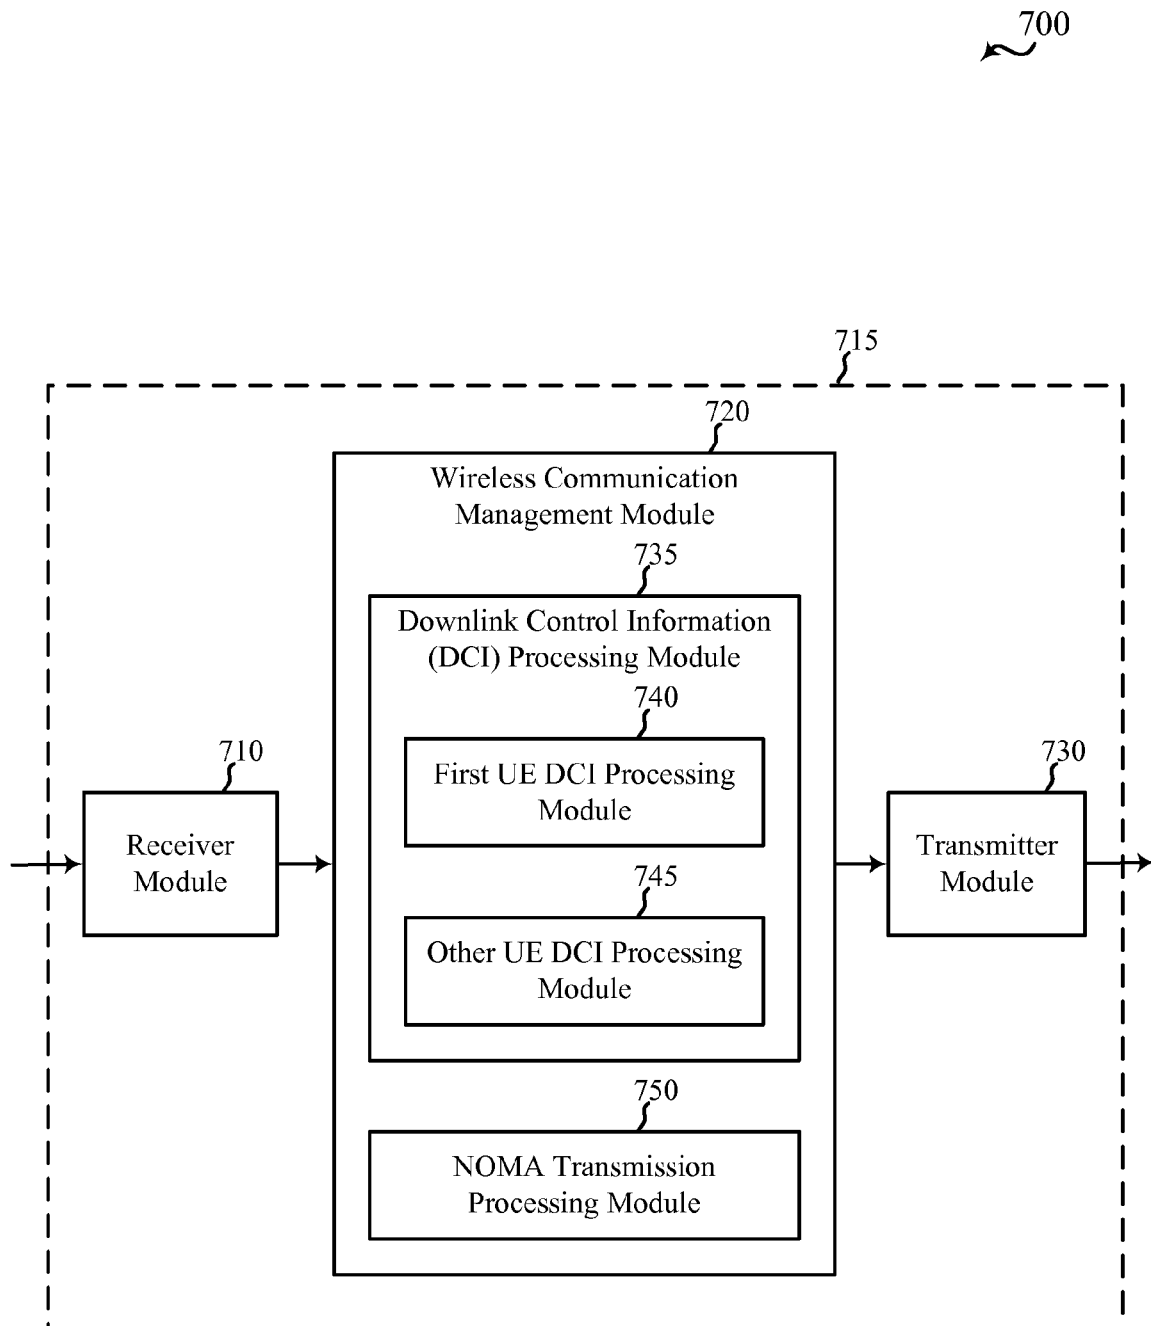 700
715
720
Wireless Communication
Management Module
735
Downlink Control Information
(DCI) Processing Module
740
First UE DCI Processing
Module
710
Receiver
Module
730
Transmitter
Module
745
Other UE DCI Processing
Module
750
NOMA Transmission
Processing Module